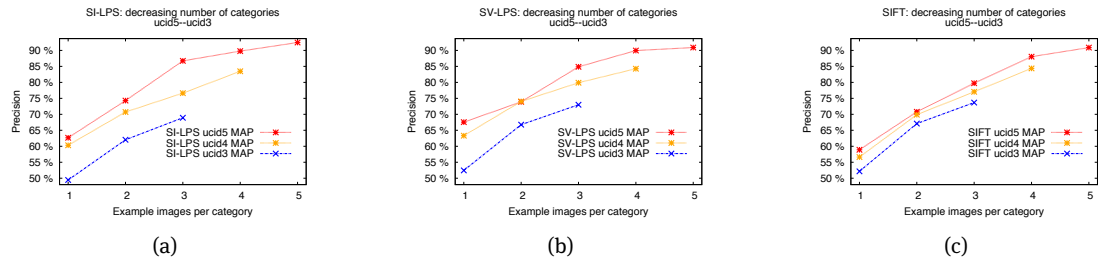 SI-LPS: decreasing number of categories
ucid5--ucid3
90 %
85 %
80 %
75 %
70 %
65 %
60 %
55 %
50 %
Precision
SI-LPS ucid5 MAP
SI-LPS ucid4 MAP
SI-LPS ucid3 MAP
1 2 3 4 5
Example images per category
(a)
SV-LPS: decreasing number of categories
ucid5--ucid3
90 %
85 %
80 %
75 %
70 %
65 %
60 %
55 %
50 %
Precision
SV-LPS ucid5 MAP
SV-LPS ucid4 MAP
SV-LPS ucid3 MAP
1 2 3 4 5
Example images per category
(b)
SIFT: decreasing number of categories
ucid5--ucid3
90 %
85 %
80 %
75 %
70 %
65 %
60 %
55 %
50 %
Precision
SIFT ucid5 MAP
SIFT ucid4 MAP
SIFT ucid3 MAP
1 2 3 4 5
Example images per category
(c)